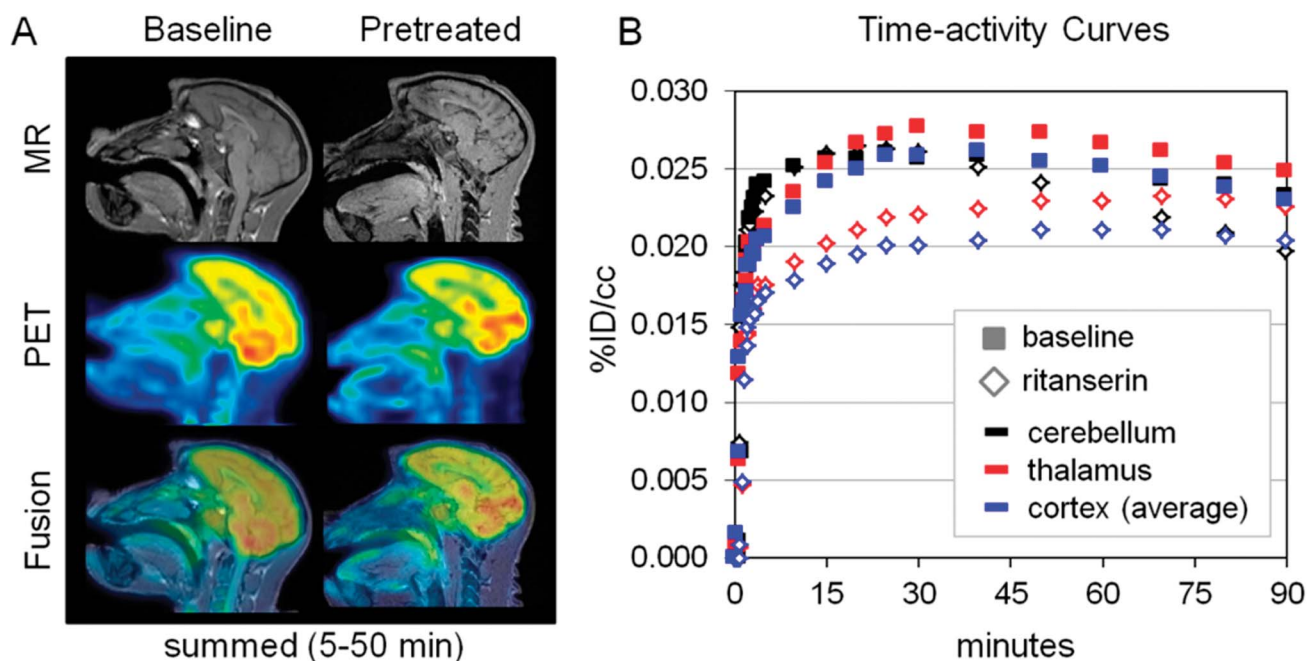 A
Baseline
Pretreated
MR
PET
Fusion
summed (5-50 min)
B
Time-activity Curves
%ID/cc
0.030
0.025
0.020
0.015
0.010
0.005
0.000
0
15
30
45
60
75
90
minutes
baseline
ritanserin
cerebellum
thalamus
cortex (average)